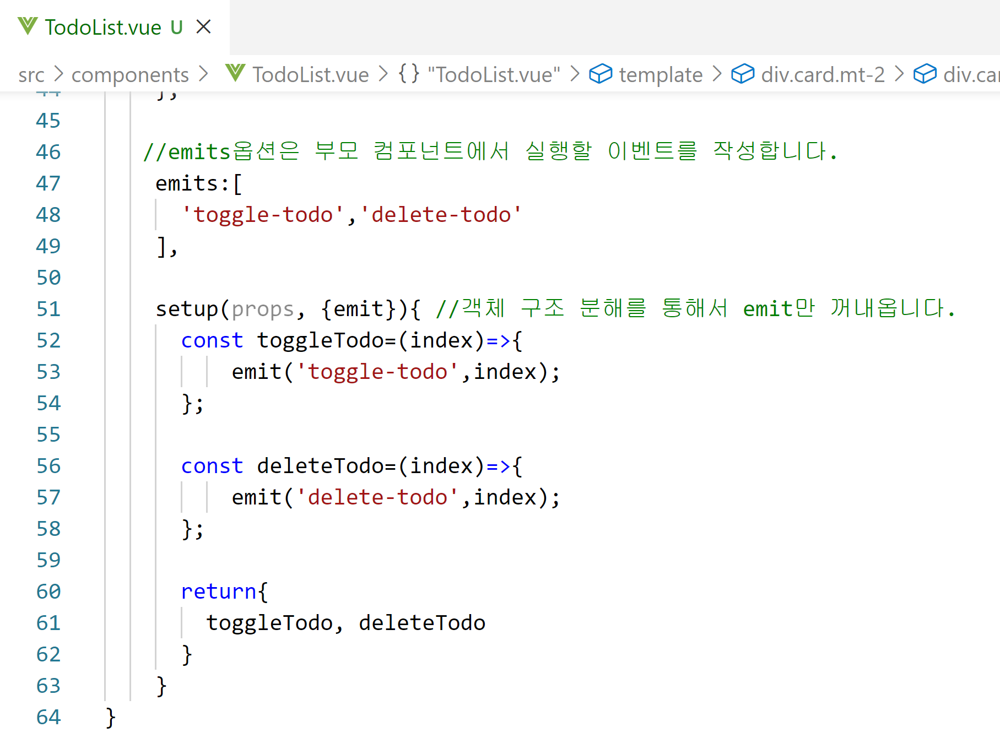 TodoList.vue U
src > components > TodoList.vue > {} "TodoList.vue" > template > div.card.mt-2 > div.ca
44 },
45
46 //emits옵션은 부모 컴포넌트에서 실행할 이벤트를 작성합니다.
47 emits:[
48 'toggle-todo','delete-todo'
49 ],
50
51 setup(props, {emit}){ //객체 구조 분해를 통해서 emit만 꺼내옵니다.
52 const toggleTodo=(index)=>{
53 emit('toggle-todo',index);
54 };
55
56 const deleteTodo=(index)=>{
57 emit('delete-todo',index);
58 };
59
60 return{
61 toggleTodo, deleteTodo
62 }
63 }
64 }